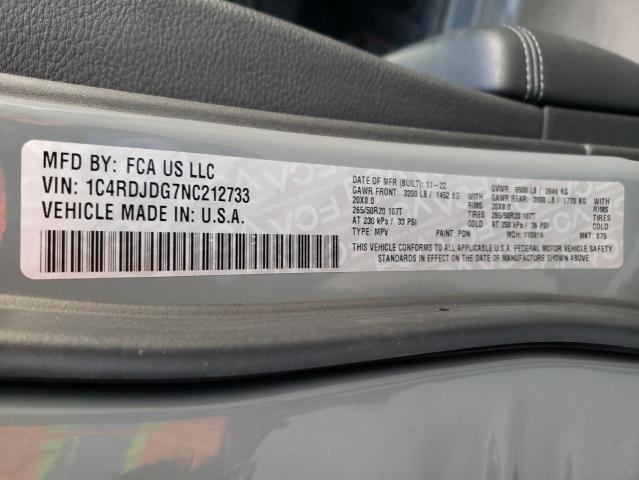 MFD BY: FCA US LLC
VIN: 1C4RDJDG7NC212733
VEHICLE MADE IN: U.S.A.
DATE OF MFR (BUILT): 11-22 GVWR: 6500 LB / 2949 KG
GAWR FRONT: 3200 LB / 1452 KG WITH GAWR REAR: 3900 LB / 1770 KG WITH
20X8.0 RIMS 20X8.0 RIMS
265/50R20 107T TIRES 265/50R20 107T TIRES
AT 230 kPa / 33 PSI COLD AT 250 kPa / 36 PSI COLD
TYPE: MPV PAINT: PDN MDH: 110919 MKT: 875
THIS VEHICLE CONFORMS TO ALL APPLICABLE U.S. FEDERAL MOTOR VEHICLE SAFETY
STANDARDS IN EFFECT ON THE DATE OF MANUFACTURE SHOWN ABOVE.